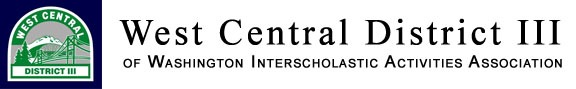 WEST CENTRAL
DISTRICT III
West Central District III
OF WASHINGTON INTERSCHOLASTIC ACTIVITIES ASSOCIATION